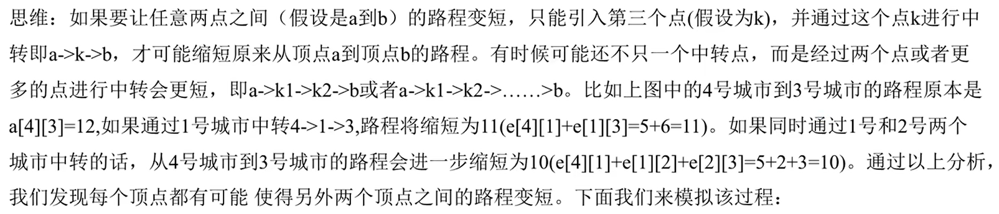 思维：如果要让任意两点之间（假设是a到b）的路程变短，只能引入第三个点(假设为k)，并通过这个点k进行中
转即a->k->b，才可能缩短原来从顶点a到顶点b的路程。有时候可能还不只一个中转点，而是经过两个点或者更
多的点进行中转会更短，即a->k1->k2->b或者a->k1->k2->……>b。比如上图中的4号城市到3号城市的路程原本是
a[4][3]=12,如果通过1号城市中转4->1->3,路程将缩短为11(e[4][1]+e[1][3]=5+6=11)。如果同时通过1号和2号两个
城市中转的话，从4号城市到3号城市的路程会进一步缩短为10(e[4][1]+e[1][2]+e[2][3]=5+2+3=10)。通过以上分析，
我们发现每个顶点都有可能 使得另外两个顶点之间的路程变短。下面我们来模拟该过程：